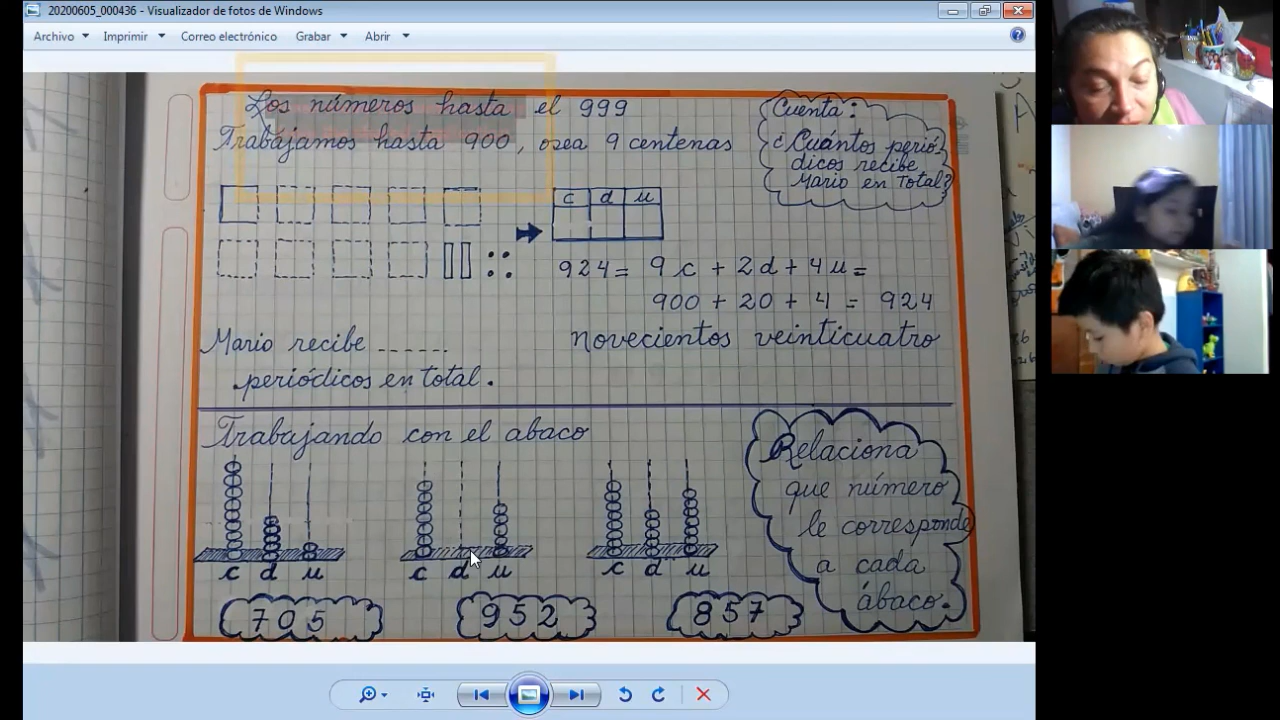 20200605_000436 - Visualizador de fotos de Windows
Archivo Imprimir Correo electrónico Grabar Abrir
Los números hasta el 999
Trabajamos hasta 900, osea 9 centenas
Cuenta:
¿Cuántos perió-
dicos recibe
Mario en total?
c d u
924 = 9c + 2d + 4u =
900 + 20 + 4 = 924
Mario recibe ------
periódicos en total.
novecientos veinticuatro
Trabajando con el abaco
c d u
c d u
c d u
705
952
857
Relaciona
que número
le corresponde
a cada
ábaco.